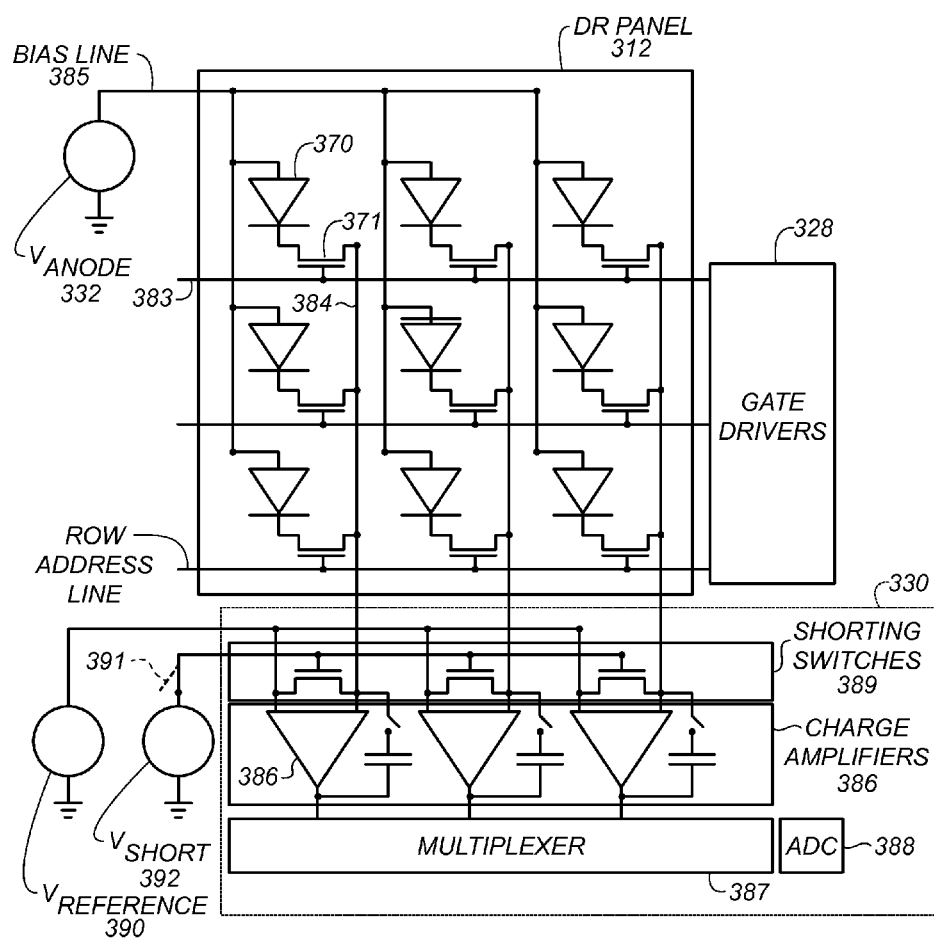 DR PANEL
312
BIAS LINE
385
370
371
328
V ANODE
332
383
384
GATE
DRIVERS
ROW
ADDRESS
LINE
330
SHORTING
SWITCHES
389
391
CHARGE
AMPLIFIERS
386
386
V SHORT
392
MULTIPLEXER
ADC
388
387
V REFERENCE
390